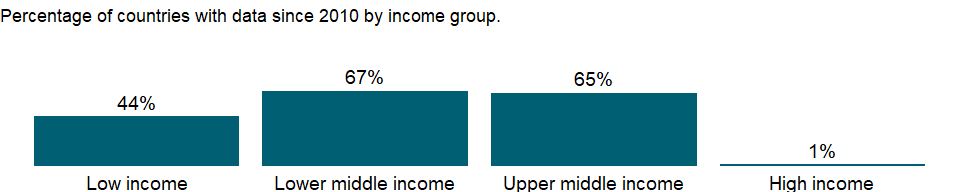 Percentage of countries with data since 2010 by income group.
44%
67%
65%
1%
Low income
Lower middle income
Upper middle income
High income